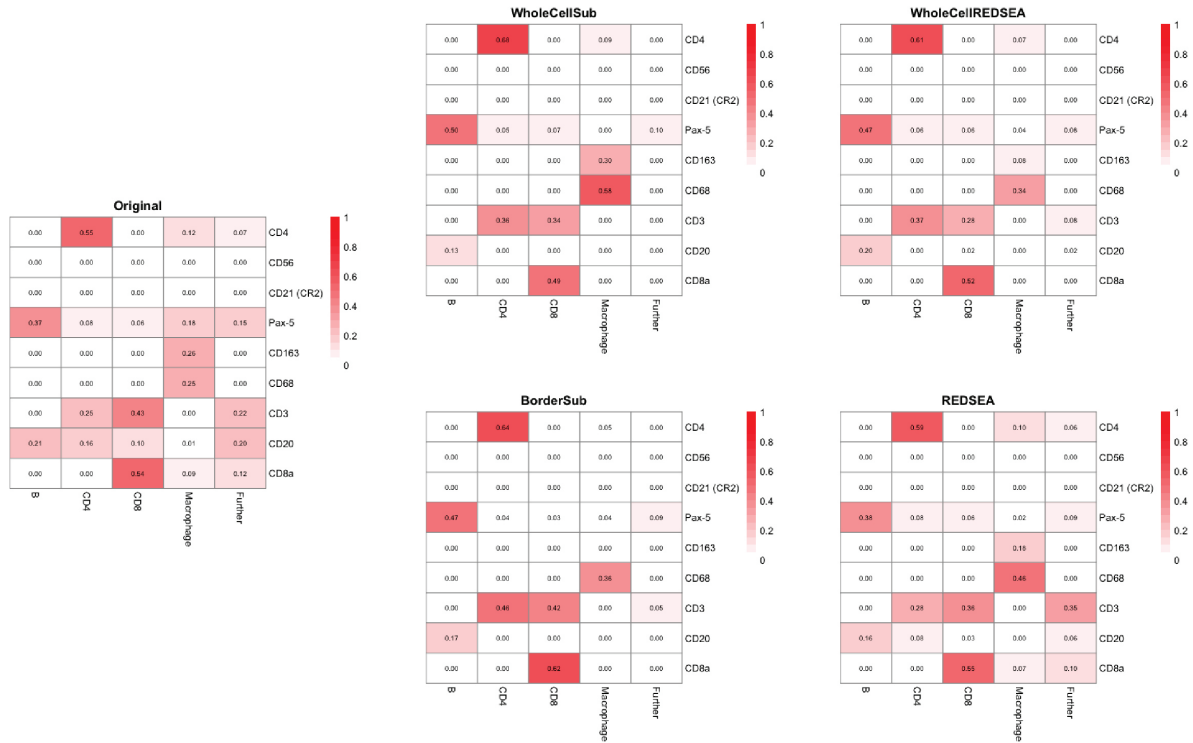 Original
0.00 0.55 0.00 0.12 0.07 CD4
0.00 0.00 0.00 0.00 0.00 CD56
0.00 0.00 0.00 0.00 0.00 CD21 (CR2)
0.37 0.08 0.06 0.18 0.15 Pax-5
0.00 0.00 0.00 0.26 0.00 CD163
0.00 0.00 0.00 0.25 0.00 CD68
0.00 0.25 0.43 0.00 0.22 CD3
0.21 0.16 0.10 0.01 0.20 CD20
0.00 0.00 0.54 0.09 0.12 CD8a
B CD4 CD8 Macrophage Further
1
0.8
0.6
0.4
0.2
0
WholeCellSub
0.00 0.68 0.00 0.09 0.00 CD4
0.00 0.00 0.00 0.00 0.00 CD56
0.00 0.00 0.00 0.00 0.00 CD21 (CR2)
0.50 0.05 0.07 0.00 0.10 Pax-5
0.00 0.00 0.00 0.30 0.00 CD163
0.00 0.00 0.00 0.58 0.00 CD68
0.00 0.36 0.34 0.00 0.00 CD3
0.13 0.00 0.00 0.00 0.00 CD20
0.00 0.00 0.49 0.00 0.00 CD8a
B CD4 CD8 Macrophage Further
1
0.8
0.6
0.4
0.2
0
WholeCellREDSEA
0.00 0.61 0.00 0.07 0.00 CD4
0.00 0.00 0.00 0.00 0.00 CD56
0.00 0.00 0.00 0.00 0.00 CD21 (CR2)
0.47 0.06 0.06 0.04 0.08 Pax-5
0.00 0.00 0.00 0.08 0.00 CD163
0.00 0.00 0.00 0.34 0.00 CD68
0.00 0.37 0.28 0.00 0.08 CD3
0.20 0.00 0.02 0.00 0.02 CD20
0.00 0.00 0.52 0.00 0.00 CD8a
B CD4 CD8 Macrophage Further
1
0.8
0.6
0.4
0.2
0
BorderSub
0.00 0.64 0.00 0.05 0.00 CD4
0.00 0.00 0.00 0.00 0.00 CD56
0.00 0.00 0.00 0.00 0.00 CD21 (CR2)
0.47 0.04 0.03 0.04 0.09 Pax-5
0.00 0.00 0.00 0.00 0.00 CD163
0.00 0.00 0.00 0.36 0.00 CD68
0.00 0.46 0.42 0.00 0.05 CD3
0.17 0.00 0.00 0.00 0.00 CD20
0.00 0.00 0.62 0.00 0.00 CD8a
B CD4 CD8 Macrophage Further
1
0.8
0.6
0.4
0.2
0
REDSEA
0.00 0.59 0.00 0.10 0.06 CD4
0.00 0.00 0.00 0.00 0.00 CD56
0.00 0.00 0.00 0.00 0.00 CD21 (CR2)
0.38 0.08 0.06 0.02 0.09 Pax-5
0.00 0.00 0.00 0.18 0.00 CD163
0.00 0.00 0.00 0.46 0.00 CD68
0.00 0.28 0.36 0.00 0.35 CD3
0.16 0.08 0.03 0.00 0.06 CD20
0.00 0.00 0.55 0.07 0.10 CD8a
B CD4 CD8 Macrophage Further
1
0.8
0.6
0.4
0.2
0